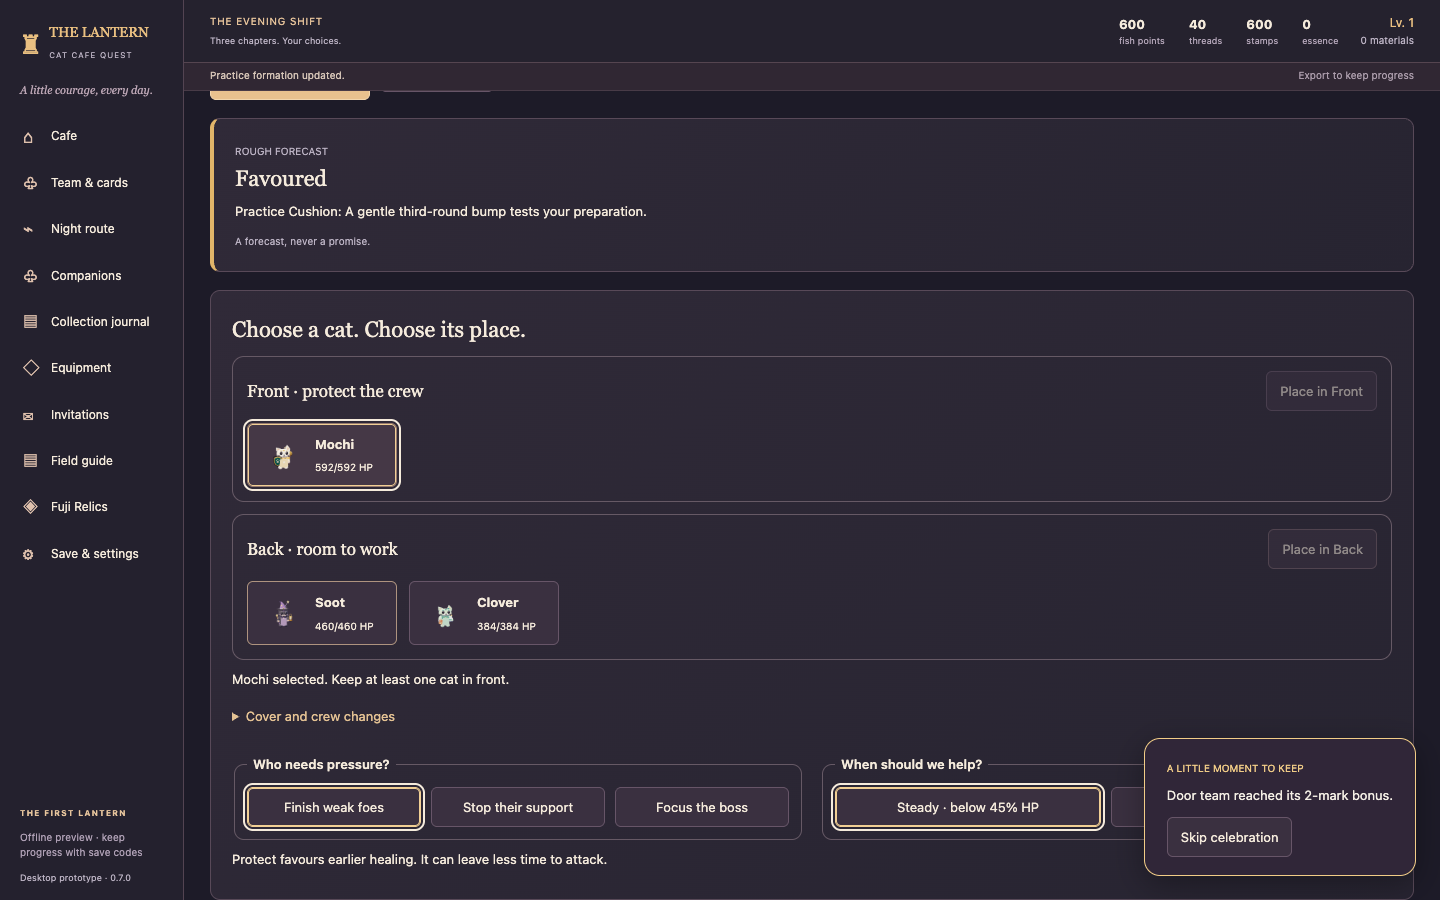 THE LANTERN
CAT CAFE QUEST
A little courage, every day.
Cafe
Team & cards
Night route
Companions
Collection journal
Equipment
Invitations
Field guide
Fuji Relics
Save & settings
THE FIRST LANTERN
Offline preview · keep
progress with save codes
Desktop prototype · 0.7.0
THE EVENING SHIFT
Three chapters. Your choices.
600
fish points
40
threads
600
stamps
0
essence
Lv. 1
0 materials
Practice formation updated.
Export to keep progress
ROUGH FORECAST
Favoured
Practice Cushion: A gentle third-round bump tests your preparation.
A forecast, never a promise.
Choose a cat. Choose its place.
Front · protect the crew
Place in Front
Mochi
592/592 HP
Back · room to work
Place in Back
Soot
460/460 HP
Clover
384/384 HP
Mochi selected. Keep at least one cat in front.
Cover and crew changes
Who needs pressure?
Finish weak foes
Stop their support
Focus the boss
When should we help?
Steady · below 45% HP
Protect favours earlier healing. It can leave less time to attack.
A LITTLE MOMENT TO KEEP
Door team reached its 2-mark bonus.
Skip celebration